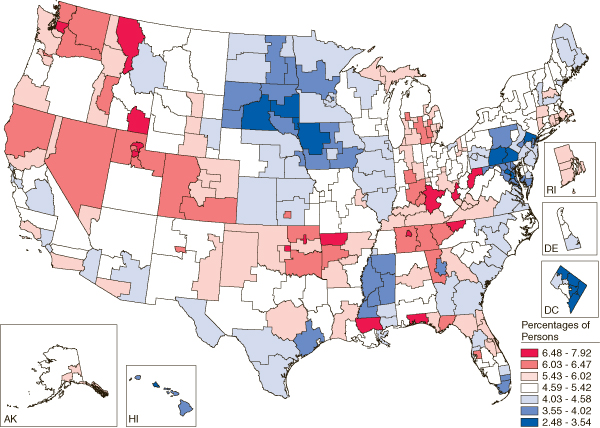 RI
DE
DC
Percentages of
Persons
6.48 - 7.92
6.03 - 6.47
5.43 - 6.02
4.59 - 5.42
4.03 - 4.58
3.55 - 4.02
2.48 - 3.54
AK
HI